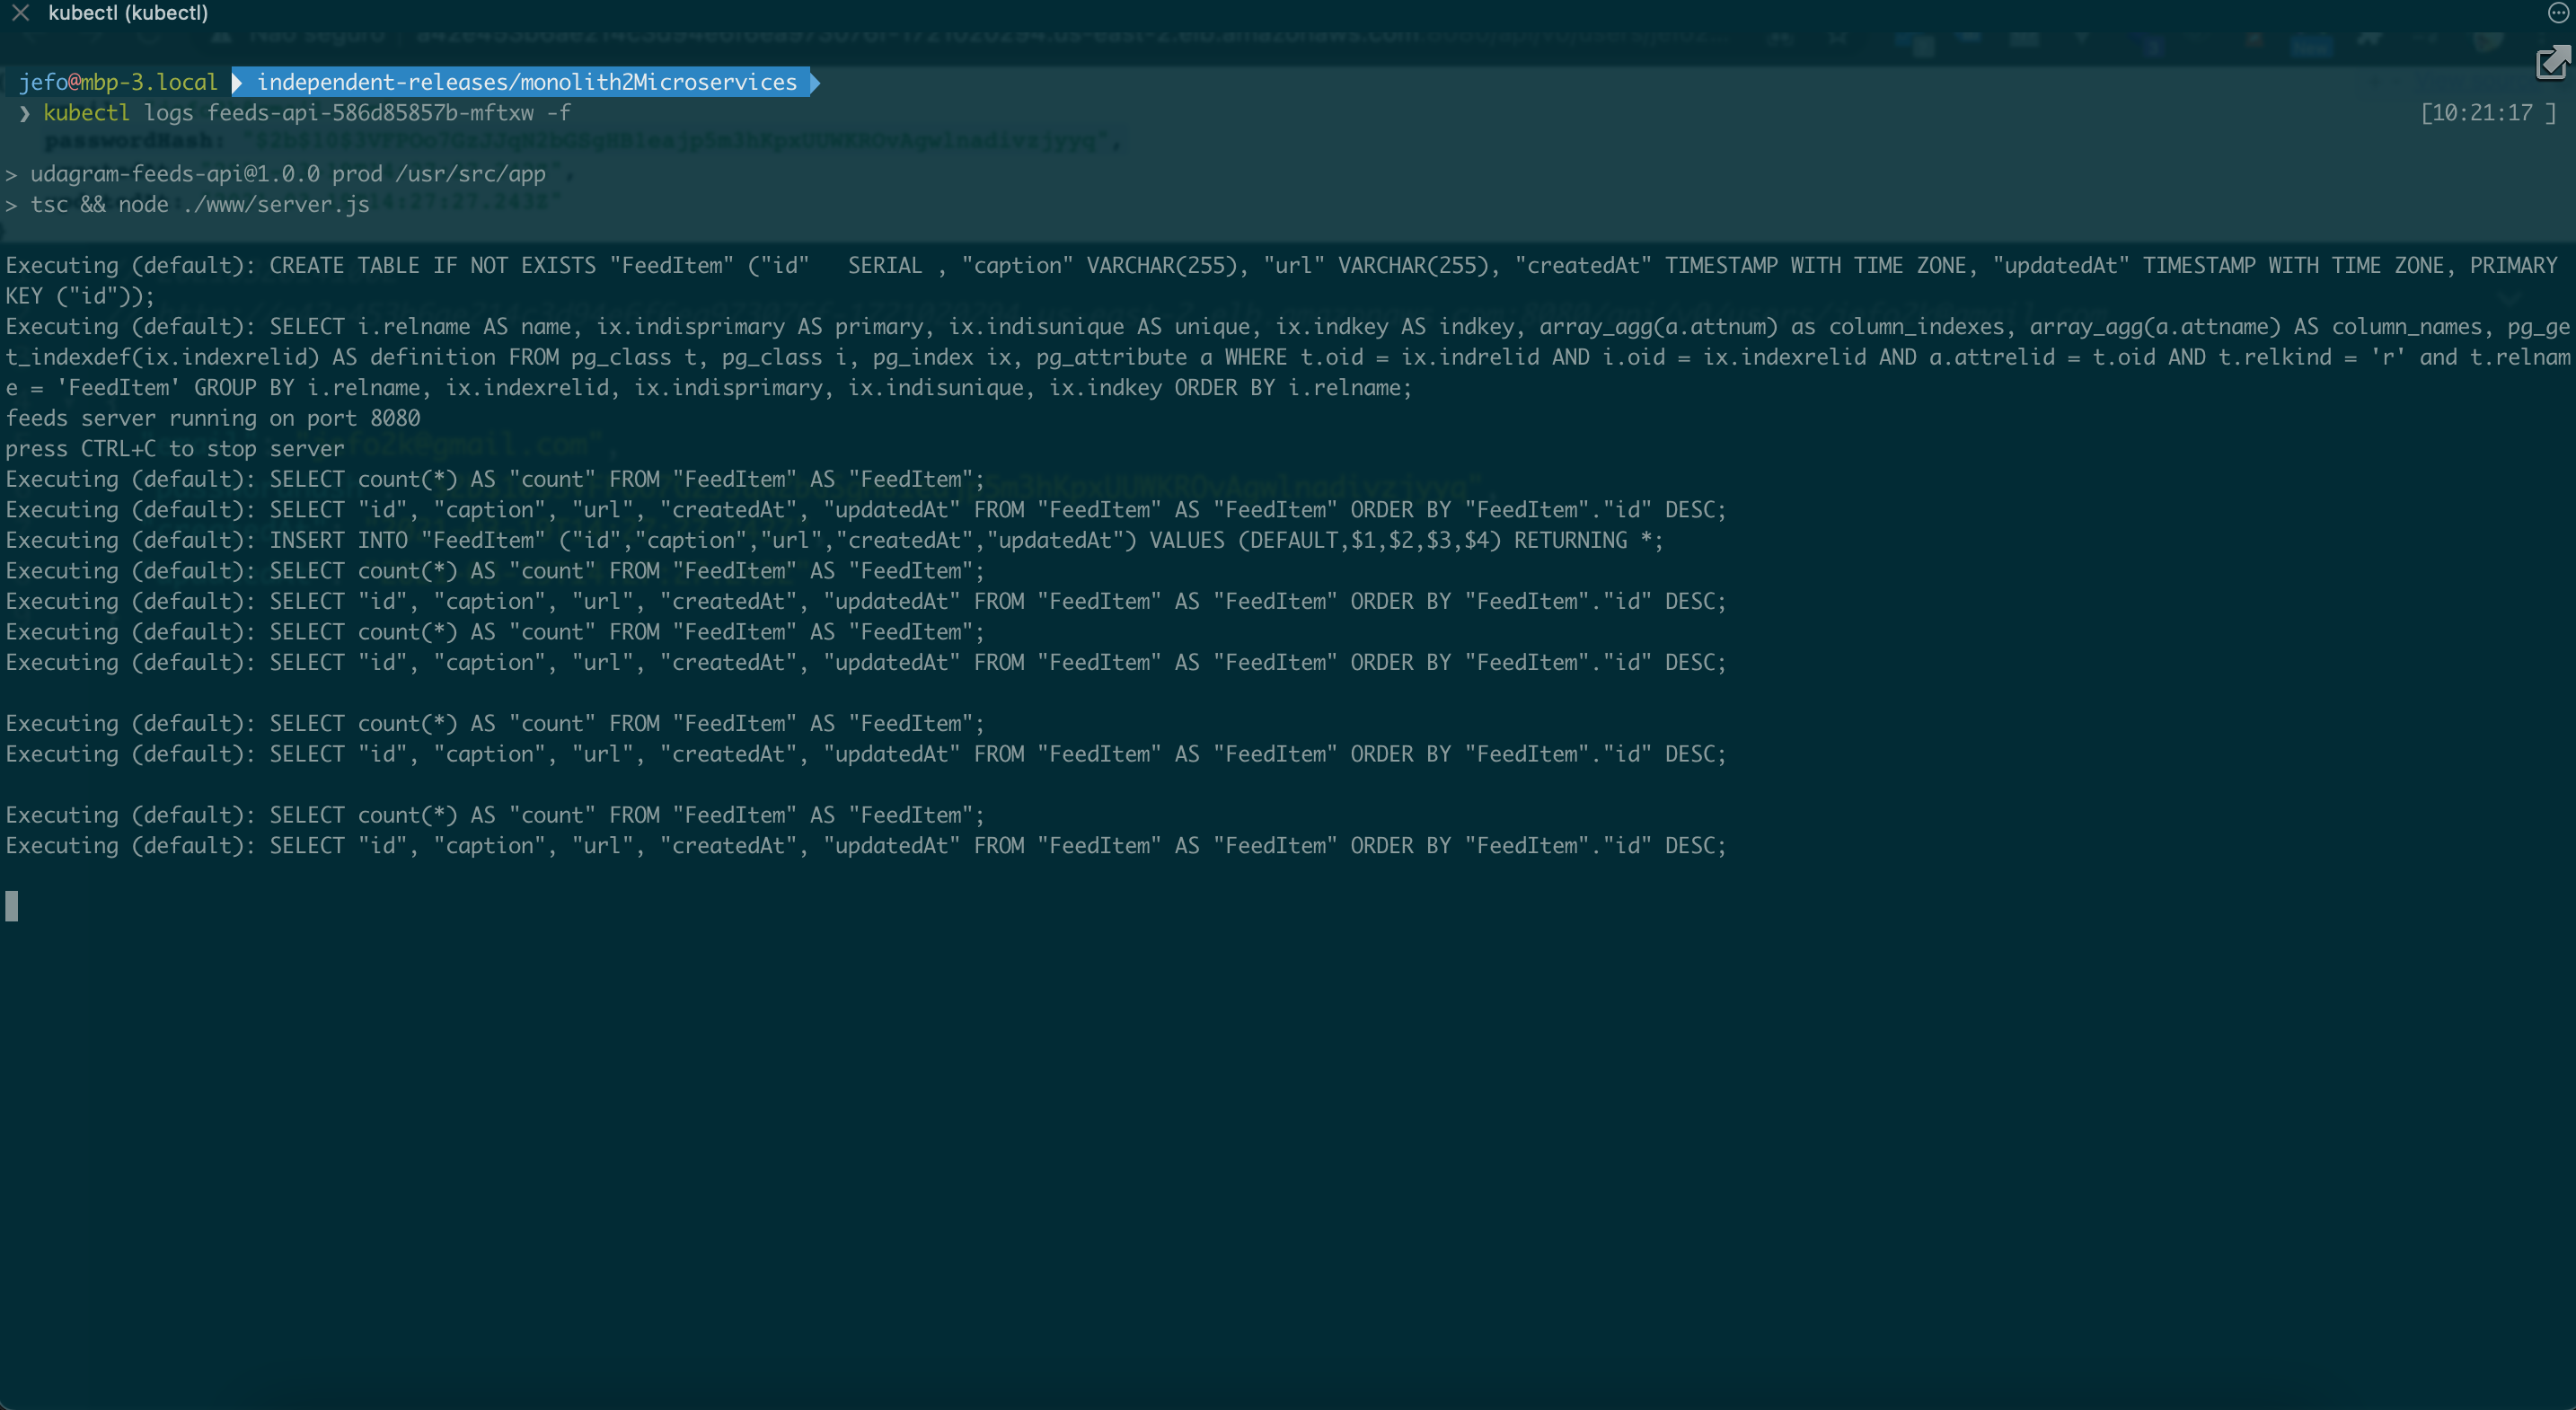 kubectl (kubectl)
Não seguro
jefo@mbp-3.local independent-releases/monolith2Microservices
❯ kubectl logs feeds-api-586d85857b-mftxw -f [10:21:17 ]
passwordHash:
> udagram-feeds-api@1.0.0 prod /usr/src/app
> tsc && node ./www/server.js
Executing (default): CREATE TABLE IF NOT EXISTS "FeedItem" ("id"   SERIAL , "caption" VARCHAR(255), "url" VARCHAR(255), "createdAt" TIMESTAMP WITH TIME ZONE, "updatedAt" TIMESTAMP WITH TIME ZONE, PRIMARY
KEY ("id"));
Executing (default): SELECT i.relname AS name, ix.indisprimary AS primary, ix.indisunique AS unique, ix.indkey AS indkey, array_agg(a.attnum) as column_indexes, array_agg(a.attname) AS column_names, pg_ge
t_indexdef(ix.indexrelid) AS definition FROM pg_class t, pg_class i, pg_index ix, pg_attribute a WHERE t.oid = ix.indrelid AND i.oid = ix.indexrelid AND a.attrelid = t.oid AND t.relkind = 'r' and t.relnam
e = 'FeedItem' GROUP BY i.relname, ix.indexrelid, ix.indisprimary, ix.indisunique, ix.indkey ORDER BY i.relname;
feeds server running on port 8080
press CTRL+C to stop server
Executing (default): SELECT count(*) AS "count" FROM "FeedItem" AS "FeedItem";
Executing (default): SELECT "id", "caption", "url", "createdAt", "updatedAt" FROM "FeedItem" AS "FeedItem" ORDER BY "FeedItem"."id" DESC;
Executing (default): INSERT INTO "FeedItem" ("id","caption","url","createdAt","updatedAt") VALUES (DEFAULT,$1,$2,$3,$4) RETURNING *;
Executing (default): SELECT count(*) AS "count" FROM "FeedItem" AS "FeedItem";
Executing (default): SELECT "id", "caption", "url", "createdAt", "updatedAt" FROM "FeedItem" AS "FeedItem" ORDER BY "FeedItem"."id" DESC;
Executing (default): SELECT count(*) AS "count" FROM "FeedItem" AS "FeedItem";
Executing (default): SELECT "id", "caption", "url", "createdAt", "updatedAt" FROM "FeedItem" AS "FeedItem" ORDER BY "FeedItem"."id" DESC;
Executing (default): SELECT count(*) AS "count" FROM "FeedItem" AS "FeedItem";
Executing (default): SELECT "id", "caption", "url", "createdAt", "updatedAt" FROM "FeedItem" AS "FeedItem" ORDER BY "FeedItem"."id" DESC;
Executing (default): SELECT count(*) AS "count" FROM "FeedItem" AS "FeedItem";
Executing (default): SELECT "id", "caption", "url", "createdAt", "updatedAt" FROM "FeedItem" AS "FeedItem" ORDER BY "FeedItem"."id" DESC;